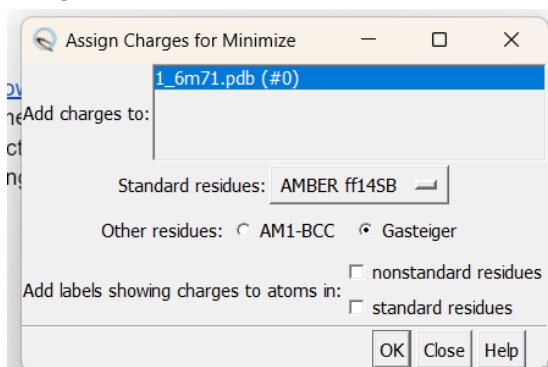 Assign Charges for Minimize
1_6m71.pdb (#0)
Add charges to:
Standard residues: AMBER ff14SB
Other residues: AM1-BCC Gasteiger
nonstandard residues
Add labels showing charges to atoms in:
standard residues
OK Close Help